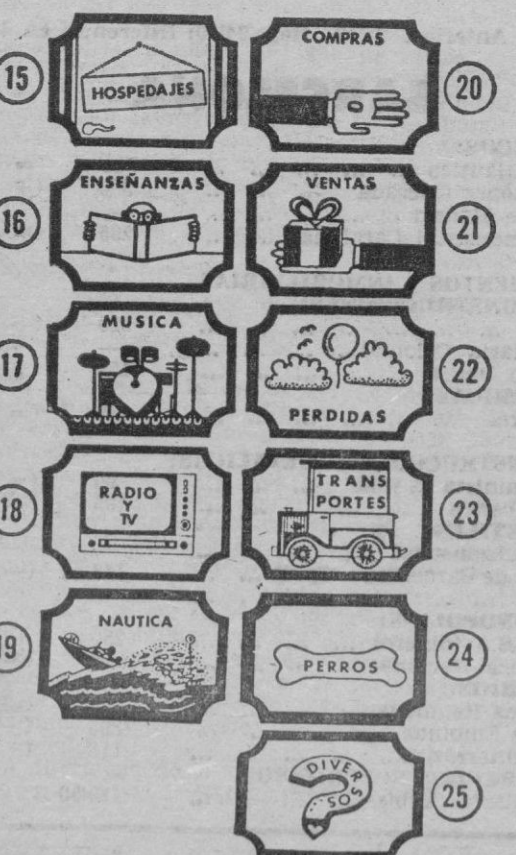 15
HOSPEDAJES
16
ENSEÑANZAS
17
MUSICA
18
RADIO
Y
TV
19
NAUTICA
20
COMPRAS
21
VENTAS
22
PERDIDAS
23
TRANS
PORTES
24
PERROS
25
DIVER
SOS